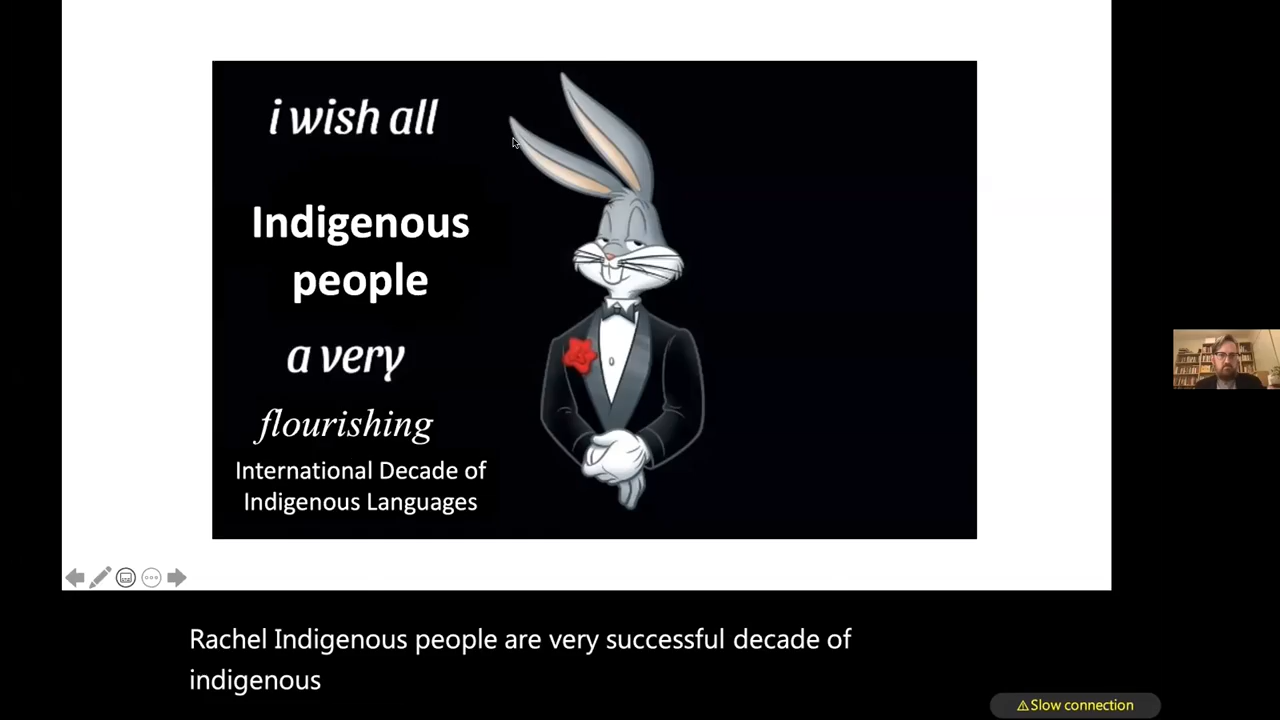 i wish all
Indigenous
people
a very
flourishing
International Decade of
Indigenous Languages
Rachel Indigenous people are very successful decade of
indigenous
⚠Slow connection